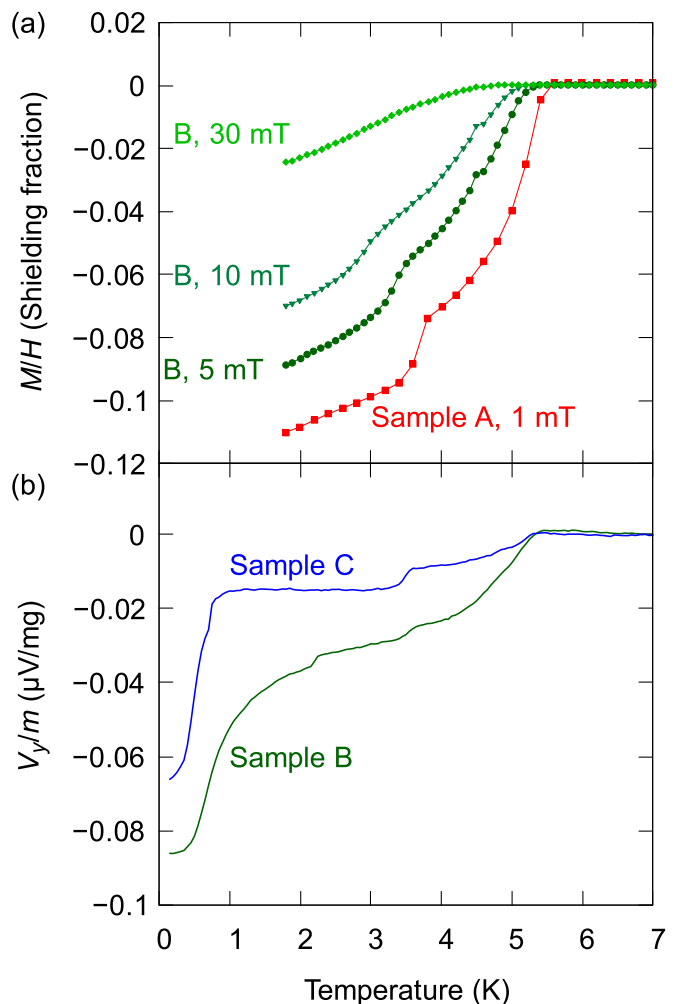 (a)
0.02
0
−0.02
−0.04
−0.06
−0.08
−0.1
−0.12
M/H (Shielding fraction)
B, 30 mT
B, 10 mT
B, 5 mT
Sample A, 1 mT
(b)
0
−0.02
−0.04
−0.06
−0.08
−0.1
V_y/m (μV/mg)
Sample C
Sample B
0 1 2 3 4 5 6 7
Temperature (K)